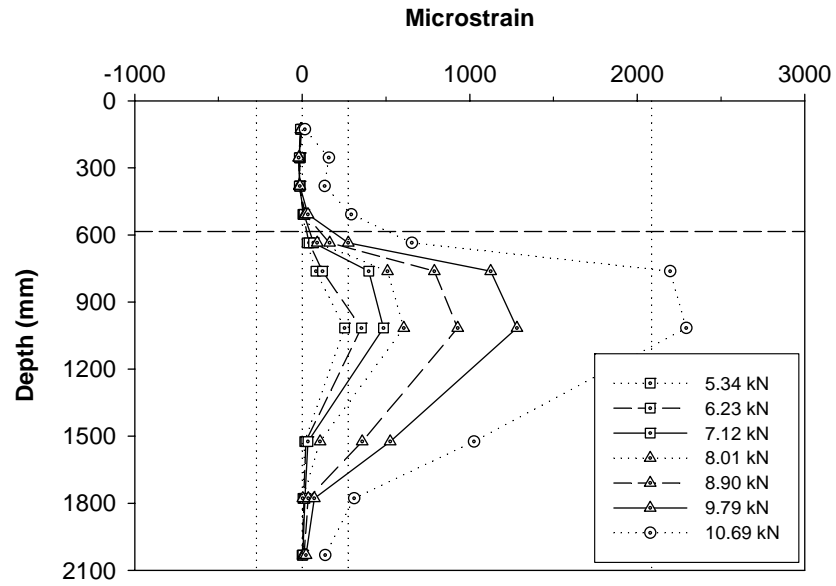 Microstrain
-1000 0 1000 2000 3000
Depth (mm)
0
300
600
900
1200
1500
1800
2100
5.34 kN
6.23 kN
7.12 kN
8.01 kN
8.90 kN
9.79 kN
10.69 kN